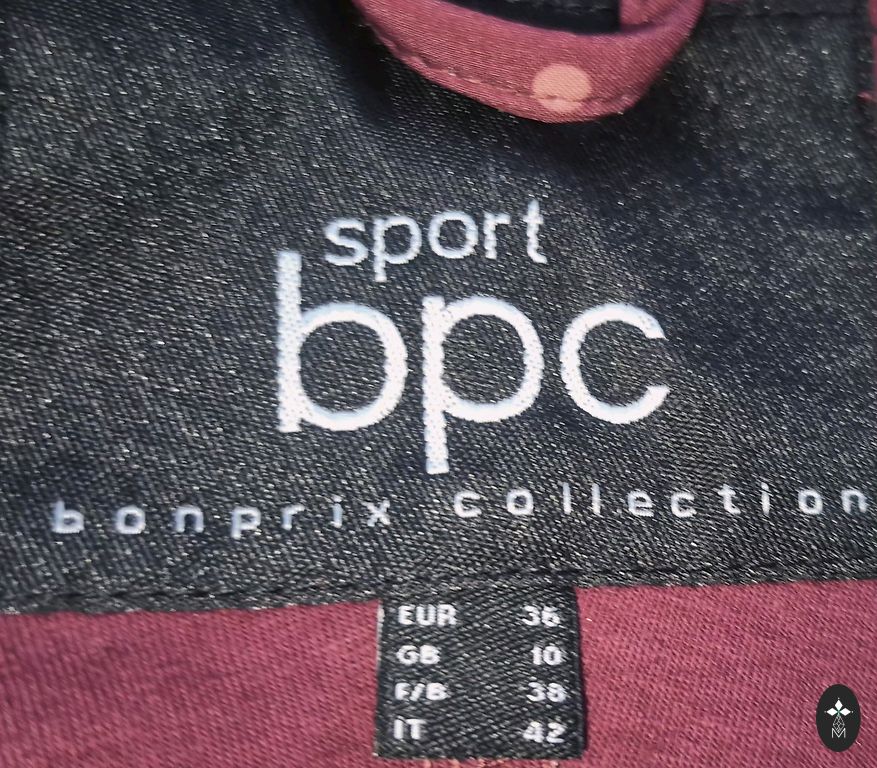 sport
bpc
bonprix collection
EUR 36
GB 10
F/B 38
IT 42
M